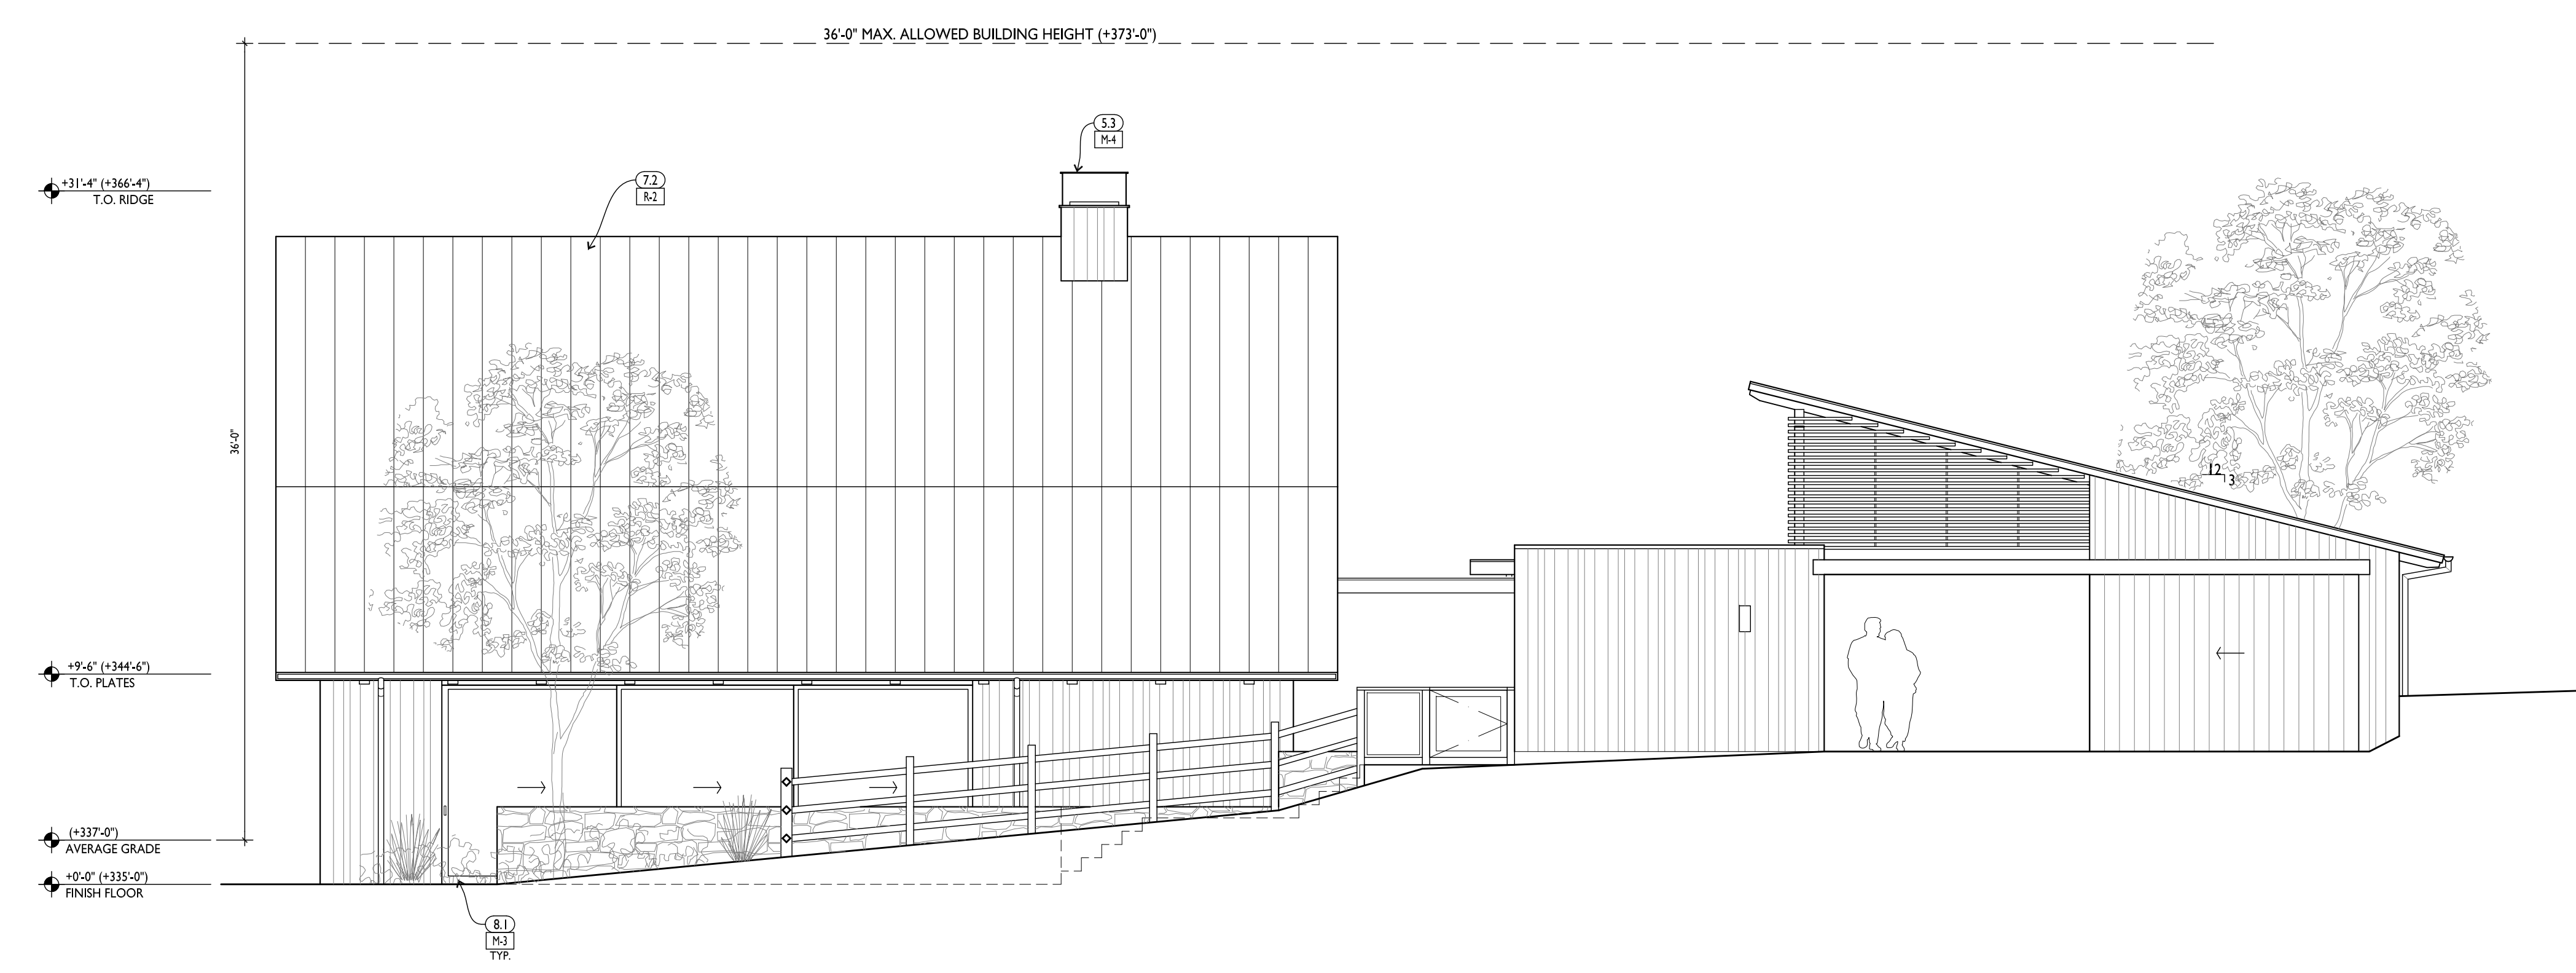 36'-0" MAX. ALLOWED BUILDING HEIGHT (+373'-0")
5.3
M-4
7.2
R-2
+31'-4" (+366'-4")
T.O. RIDGE
36'-0"
12
3
+9'-6" (+344'-6")
T.O. PLATES
(+337'-0")
AVERAGE GRADE
+0'-0" (+335'-0")
FINISH FLOOR
8.1
M-3
TYP.